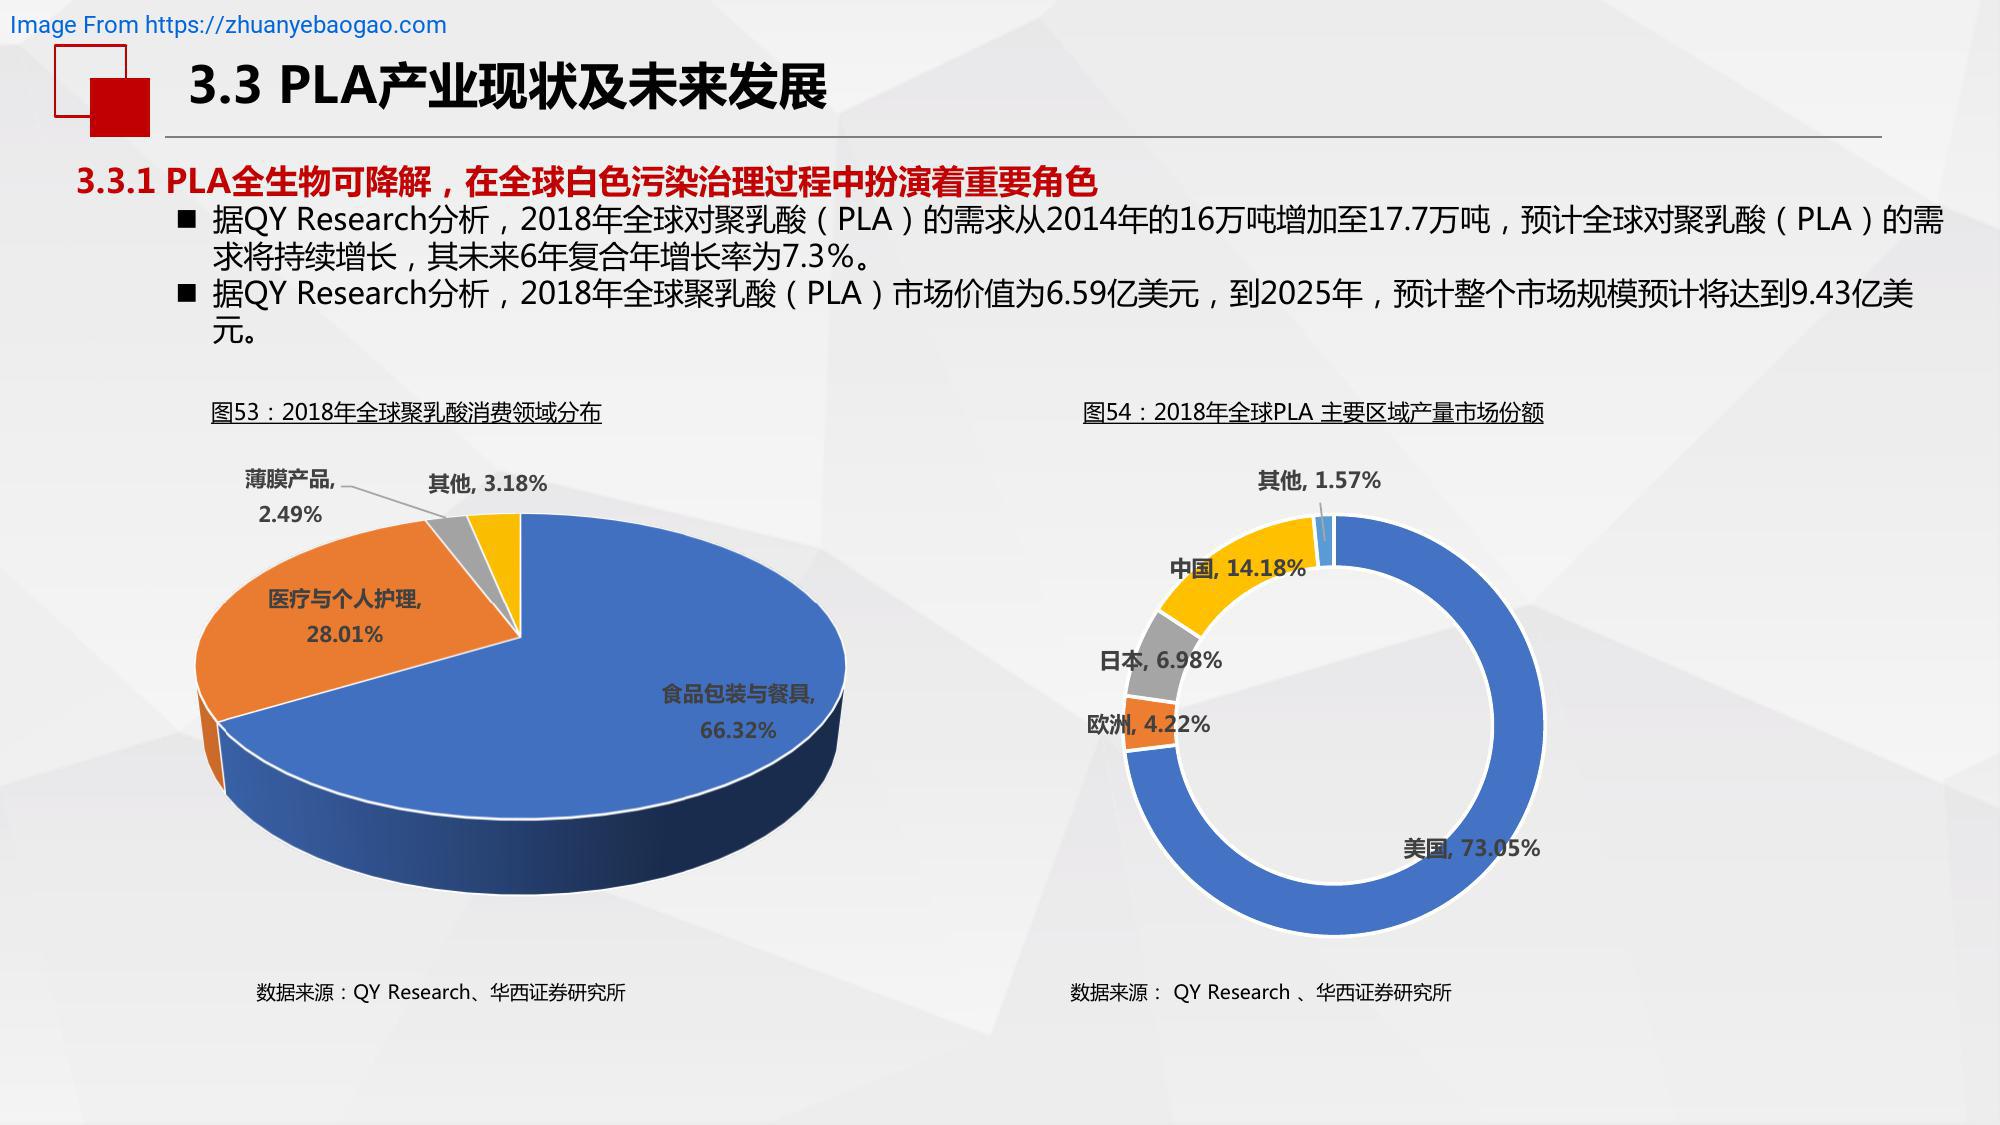 Image From https://zhuanyebaogao.com
3.3 PLA产业现状及未来发展
3.3.1 PLA全生物可降解，在全球白色污染治理过程中扮演着重要角色
■ 据QY Research分析，2018年全球对聚乳酸（PLA）的需求从2014年的16万吨增加至17.7万吨，预计全球对聚乳酸（PLA）的需
求将持续增长，其未来6年复合年增长率为7.3%。
■ 据QY Research分析，2018年全球聚乳酸（PLA）市场价值为6.59亿美元，到2025年，预计整个市场规模预计将达到9.43亿美
元。
图53：2018年全球聚乳酸消费领域分布
薄膜产品,
2.49%
其他, 3.18%
医疗与个人护理,
28.01%
食品包装与餐具,
66.32%
数据来源：QY Research、华西证券研究所
图54：2018年全球PLA 主要区域产量市场份额
其他, 1.57%
中国, 14.18%
日本, 6.98%
欧洲, 4.22%
美国, 73.05%
数据来源： QY Research 、华西证券研究所